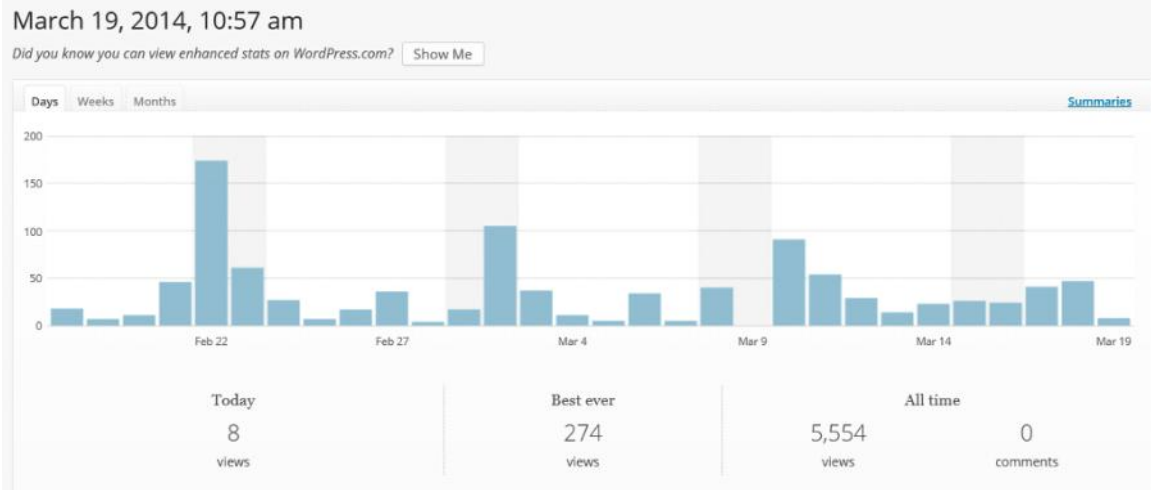 March 19, 2014, 10:57 am
Did you know you can view enhanced stats on WordPress.com? Show Me
Days Weeks Months Summaries
200
150
100
50
0
Feb 22 Feb 27 Mar 4 Mar 9 Mar 14 Mar 19
Today Best ever All time
8 274 5,554 0
views views views comments